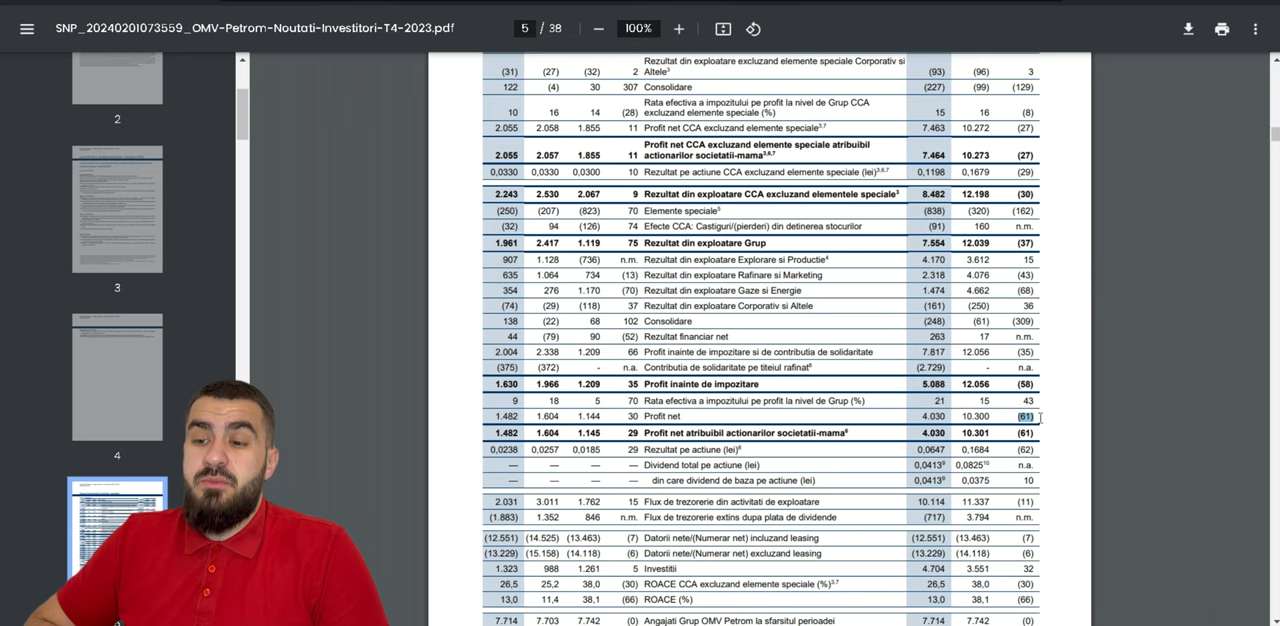 SNP_20240201073559_OMV-Petrom-Noutati-Investitori-T4-2023.pdf 5 / 38 100%
2
3
4
Rezultat din exploatare excluzand elemente speciale Corporativ si
(31) (27) (32) 2 Altele³ (93) (96) 3
122 (4) 30 307 Consolidare (227) (99) (129)
Rata efectiva a impozitului pe profit la nivel de Grup CCA
10 16 14 (28) excluzand elemente speciale (%) 15 16 (8)
2.055 2.058 1.855 11 Profit net CCA excluzand elemente speciale³,⁷ 7.463 10.272 (27)
Profit net CCA excluzand elemente speciale atribuibil
2.055 2.057 1.855 11 actionarilor societatii-mama³,⁶,⁷ 7.464 10.273 (27)
0,0330 0,0330 0,0300 10 Rezultat pe actiune CCA excluzand elemente speciale (lei)³,⁶,⁷ 0,1198 0,1679 (29)
2.243 2.530 2.067 9 Rezultat din exploatare CCA excluzand elementele speciale³ 8.482 12.198 (30)
(250) (207) (823) 70 Elemente speciale⁵ (838) (320) (162)
(32) 94 (126) 74 Efecte CCA: Castiguri/(pierderi) din detinerea stocurilor (91) 160 n.m.
1.961 2.417 1.119 75 Rezultat din exploatare Grup 7.554 12.039 (37)
907 1.128 (736) n.m. Rezultat din exploatare Explorare si Productie⁴ 4.170 3.612 15
635 1.064 734 (13) Rezultat din exploatare Rafinare si Marketing 2.318 4.076 (43)
354 276 1.170 (70) Rezultat din exploatare Gaze si Energie 1.474 4.662 (68)
(74) (29) (118) 37 Rezultat din exploatare Corporativ si Altele (161) (250) 36
138 (22) 68 102 Consolidare (248) (61) (309)
44 (79) 90 (52) Rezultat financiar net 263 17 n.m.
2.004 2.338 1.209 66 Profit inainte de impozitare si de contributia de solidaritate 7.817 12.056 (35)
(375) (372) - n.a. Contributia de solidaritate pe titeiul rafinat⁸ (2.729) - n.a.
1.630 1.966 1.209 35 Profit inainte de impozitare 5.088 12.056 (58)
9 18 5 70 Rata efectiva a impozitului pe profit la nivel de Grup (%) 21 15 43
1.482 1.604 1.144 30 Profit net 4.030 10.300 (61)
1.482 1.604 1.145 29 Profit net atribuibil actionarilor societatii-mama⁶ 4.030 10.301 (61)
0,0238 0,0257 0,0185 29 Rezultat pe actiune (lei)⁶ 0,0647 0,1684 (62)
— — — — Dividend total pe actiune (lei) 0,0413⁹ 0,0825¹⁰ n.a.
— — — — din care dividend de baza pe actiune (lei) 0,0413⁹ 0,0375 10
2.031 3.011 1.762 15 Flux de trezorerie din activitati de exploatare 10.114 11.337 (11)
(1.883) 1.352 846 n.m. Flux de trezorerie extins dupa plata de dividende (717) 3.794 n.m.
(12.551) (14.525) (13.463) (7) Datorii nete/(Numerar net) incluzand leasing (12.551) (13.463) (7)
(13.229) (15.158) (14.118) (6) Datorii nete/(Numerar net) excluzand leasing (13.229) (14.118) (6)
1.323 988 1.261 5 Investitii 4.704 3.551 32
26,5 25,2 38,0 (30) ROACE CCA excluzand elemente speciale (%)³,⁷ 26,5 38,0 (30)
13,0 11,4 38,1 (66) ROACE (%) 13,0 38,1 (66)
7.714 7.703 7.742 (0) Angajati Grup OMV Petrom la sfarsitul perioadei 7.714 7.742 (0)